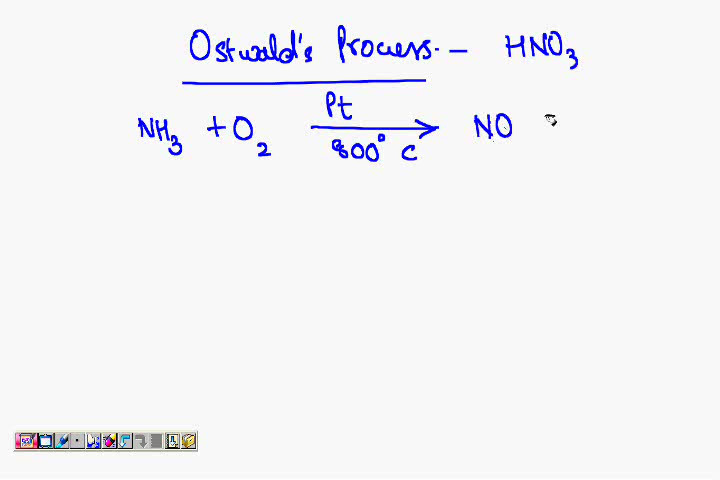 Ostwald's Process. - HNO3
Pt
NH3 + O2 → NO
800° C